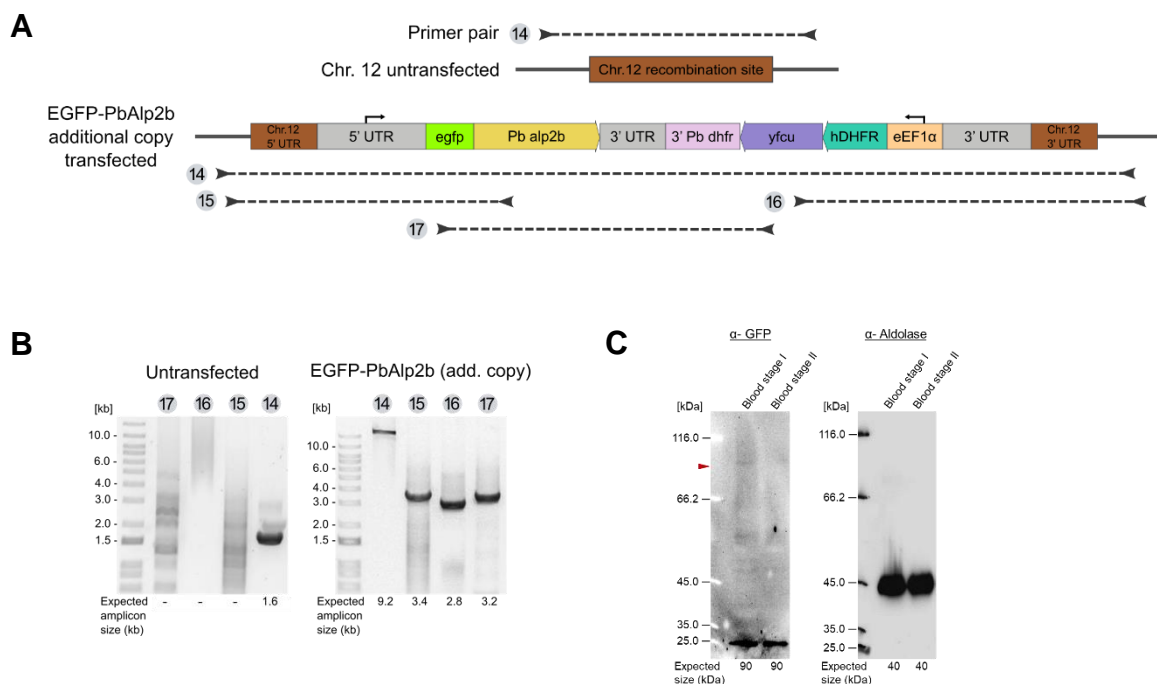 A
Primer pair 14
Chr. 12 untransfected
Chr.12 recombination site
EGFP-PbAlp2b
additional copy
transfected
Chr.12
5' UTR
5' UTR
egfp
Pb alp2b
3' UTR
3' Pb dhfr
yfcu
hDHFR
eEF1α
3' UTR
Chr.12
3' UTR
14
15
16
17
B
Untransfected
[kb] 17 16 15 14
10.0 -
6.0 -
4.0 -
3.0 -
2.0 -
1.5 -
Expected
amplicon
size (kb)
- - - 1.6
EGFP-PbAlp2b (add. copy)
[kb] 14 15 16 17
10.0 -
6.0 -
4.0 -
3.0 -
2.0 -
1.5 -
Expected
amplicon
size (kb)
9.2 3.4 2.8 3.2
C
α- GFP
Blood stage I
Blood stage II
[kDa]
116.0
66.2
45.0
35.0
25.0
Expected
size (kDa)
90 90
α- Aldolase
Blood stage I
Blood stage II
[kDa]
116.0
66.2
45.0
35.0
25.0
Expected
size (kDa)
40 40